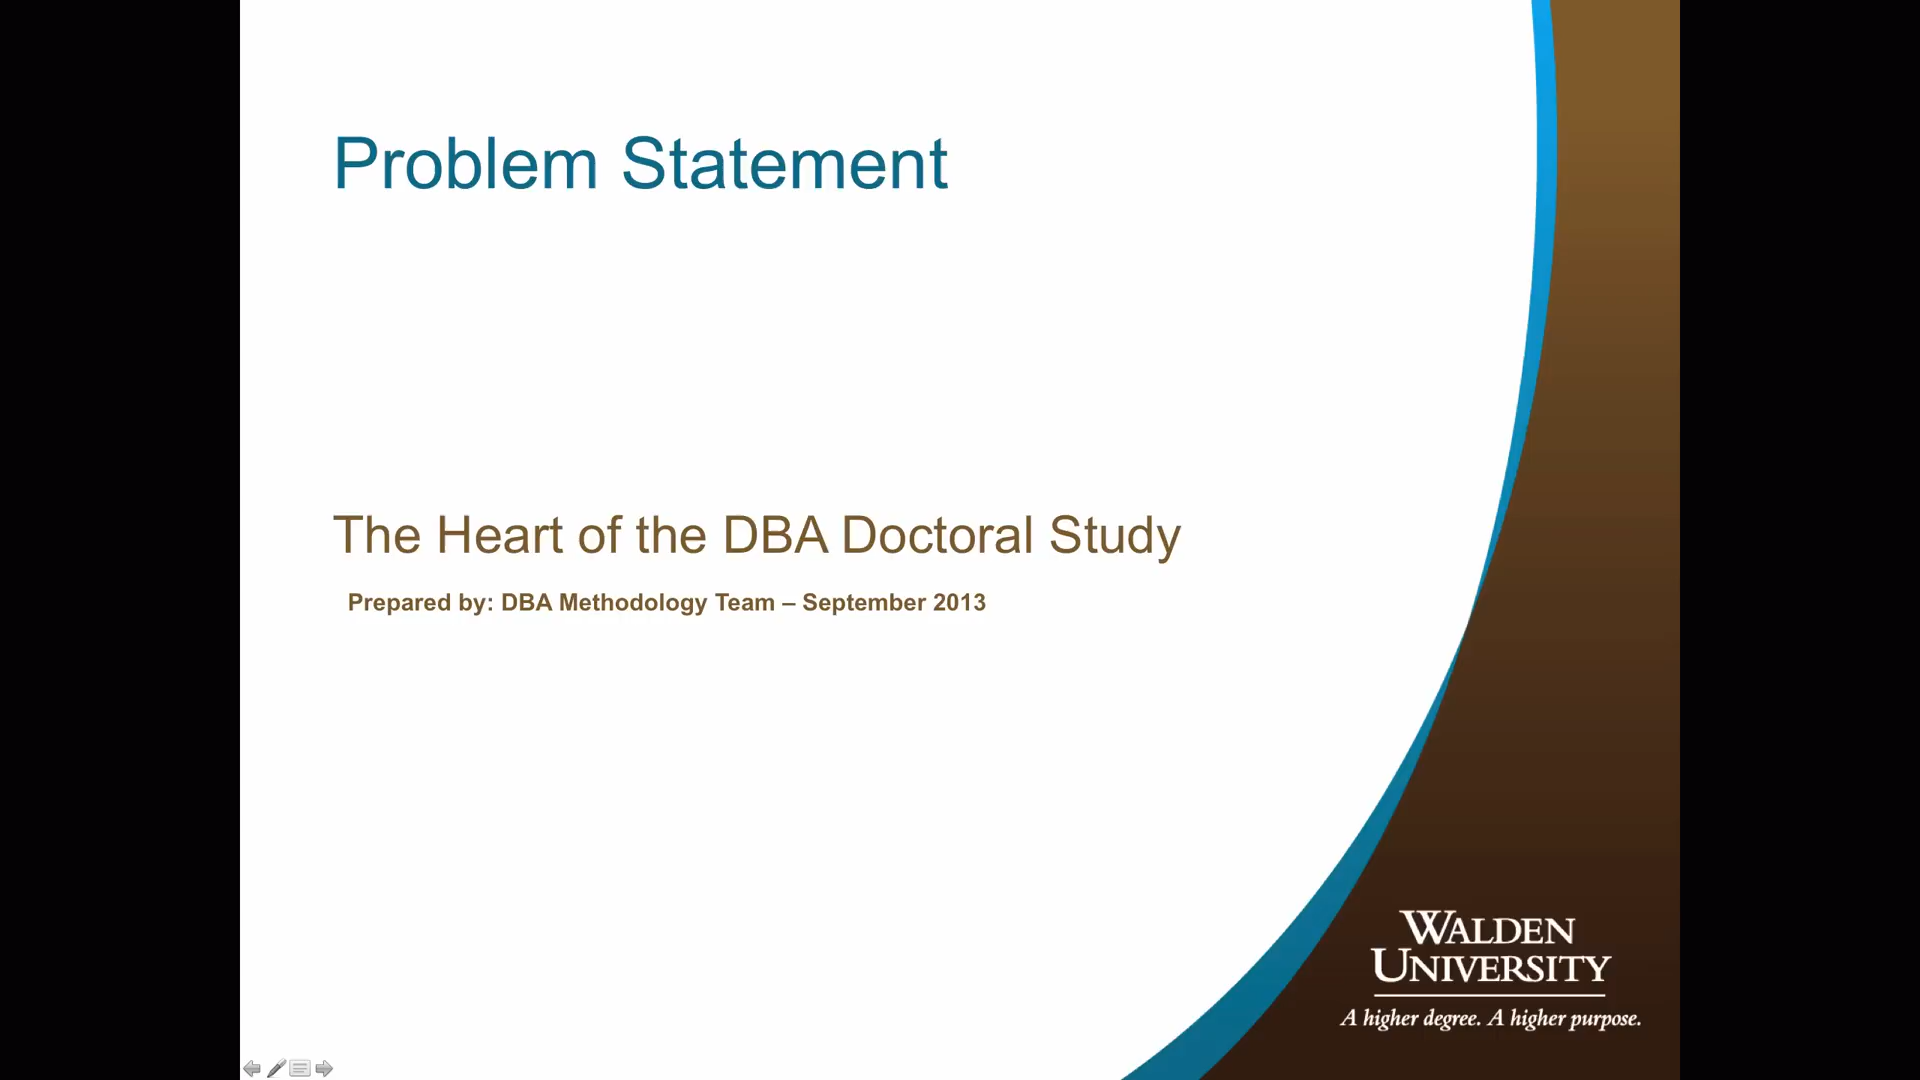 Problem Statement
The Heart of the DBA Doctoral Study
Prepared by: DBA Methodology Team – September 2013
WALDEN
UNIVERSITY
A higher degree. A higher purpose.